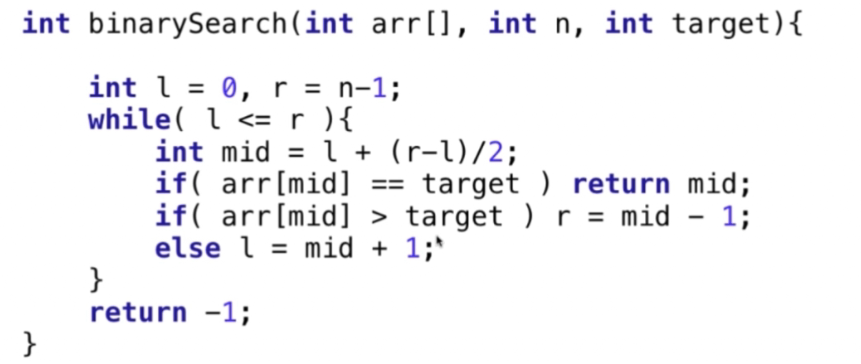 int binarySearch(int arr[], int n, int target){
int l = 0, r = n-1;
while( l <= r ){
int mid = l + (r-l)/2;
if( arr[mid] == target ) return mid;
if( arr[mid] > target ) r = mid - 1;
else l = mid + 1;
}
return -1;
}